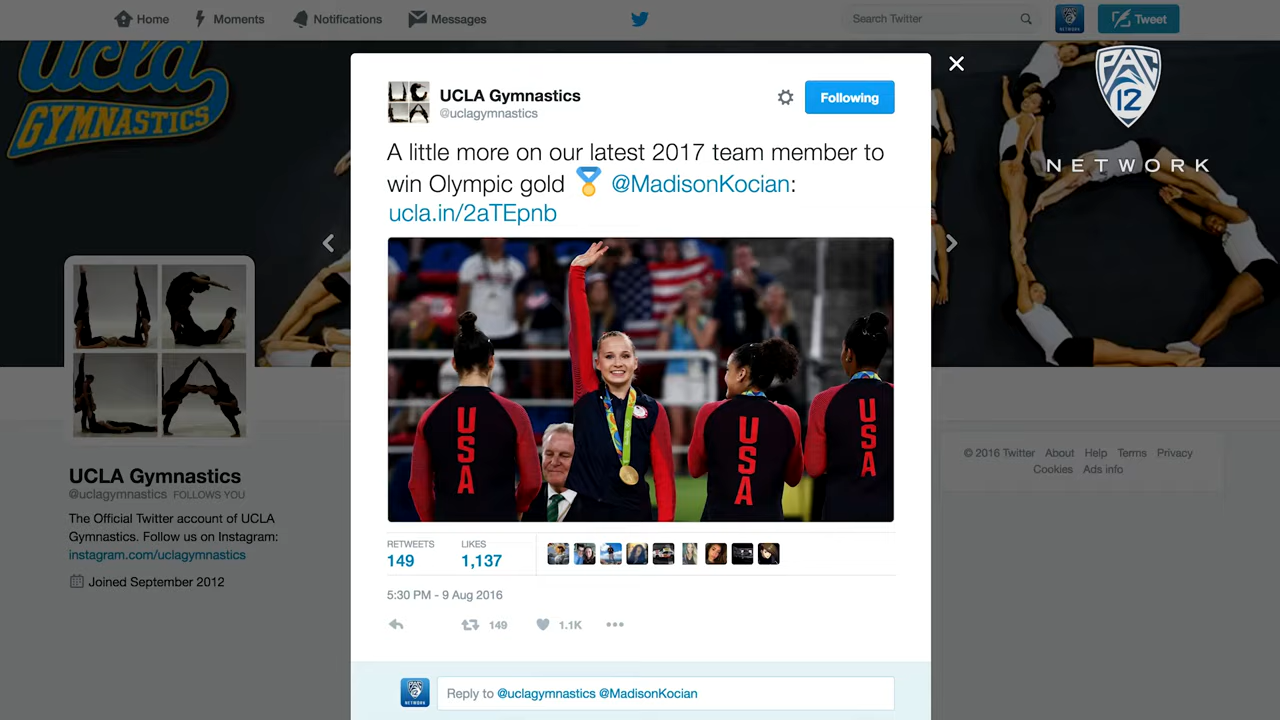 Home
Moments
Notifications
Messages
Search Twitter
Tweet
Ucla
GYMNASTICS
PAC
12
NETWORK
UCLA Gymnastics
@uclagymnastics
Following
A little more on our latest 2017 team member to
win Olympic gold 🏅 @MadisonKocian:
ucla.in/2aTEpnb
USA
USA
USA
RETWEETS
149
LIKES
1,137
5:30 PM - 9 Aug 2016
149
1.1K
Reply to @uclagymnastics @MadisonKocian
UCLA
UCLA Gymnastics
@uclagymnastics FOLLOWS YOU
The Official Twitter account of UCLA
Gymnastics. Follow us on Instagram:
instagram.com/uclagymnastics
Joined September 2012
© 2016 Twitter About Help Terms Privacy
Cookies Ads info